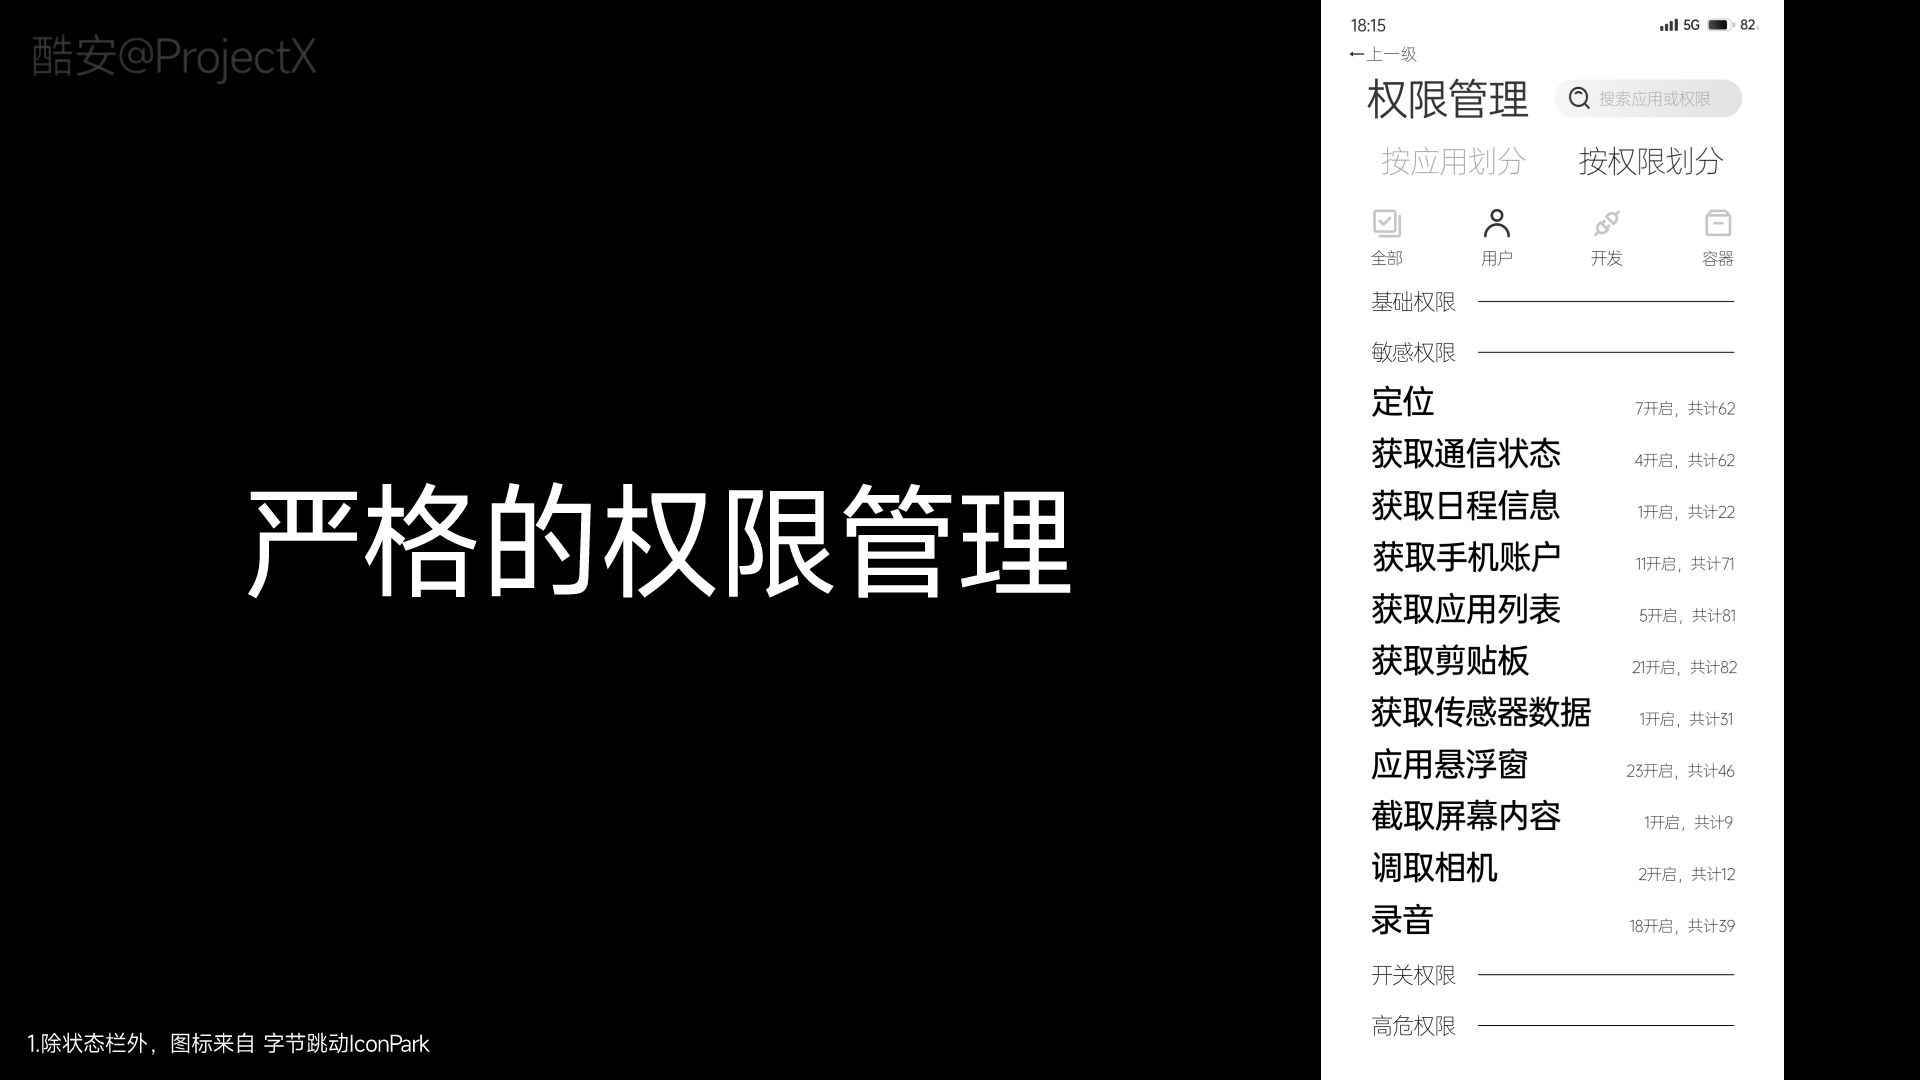 酷安@ProjectX
严格的权限管理
1.除状态栏外，图标来自 字节跳动IconPark
18:15 5G 82
上一级
权限管理 搜索应用或权限
按应用划分 按权限划分
全部 用户 开发 容器
基础权限
敏感权限
定位 7开启，共计62
获取通信状态 4开启，共计62
获取日程信息 1开启，共计22
获取手机账户 11开启，共计71
获取应用列表 5开启，共计81
获取剪贴板 21开启，共计82
获取传感器数据 1开启，共计31
应用悬浮窗 23开启，共计46
截取屏幕内容 1开启，共计9
调取相机 2开启，共计12
录音 18开启，共计39
开关权限
高危权限